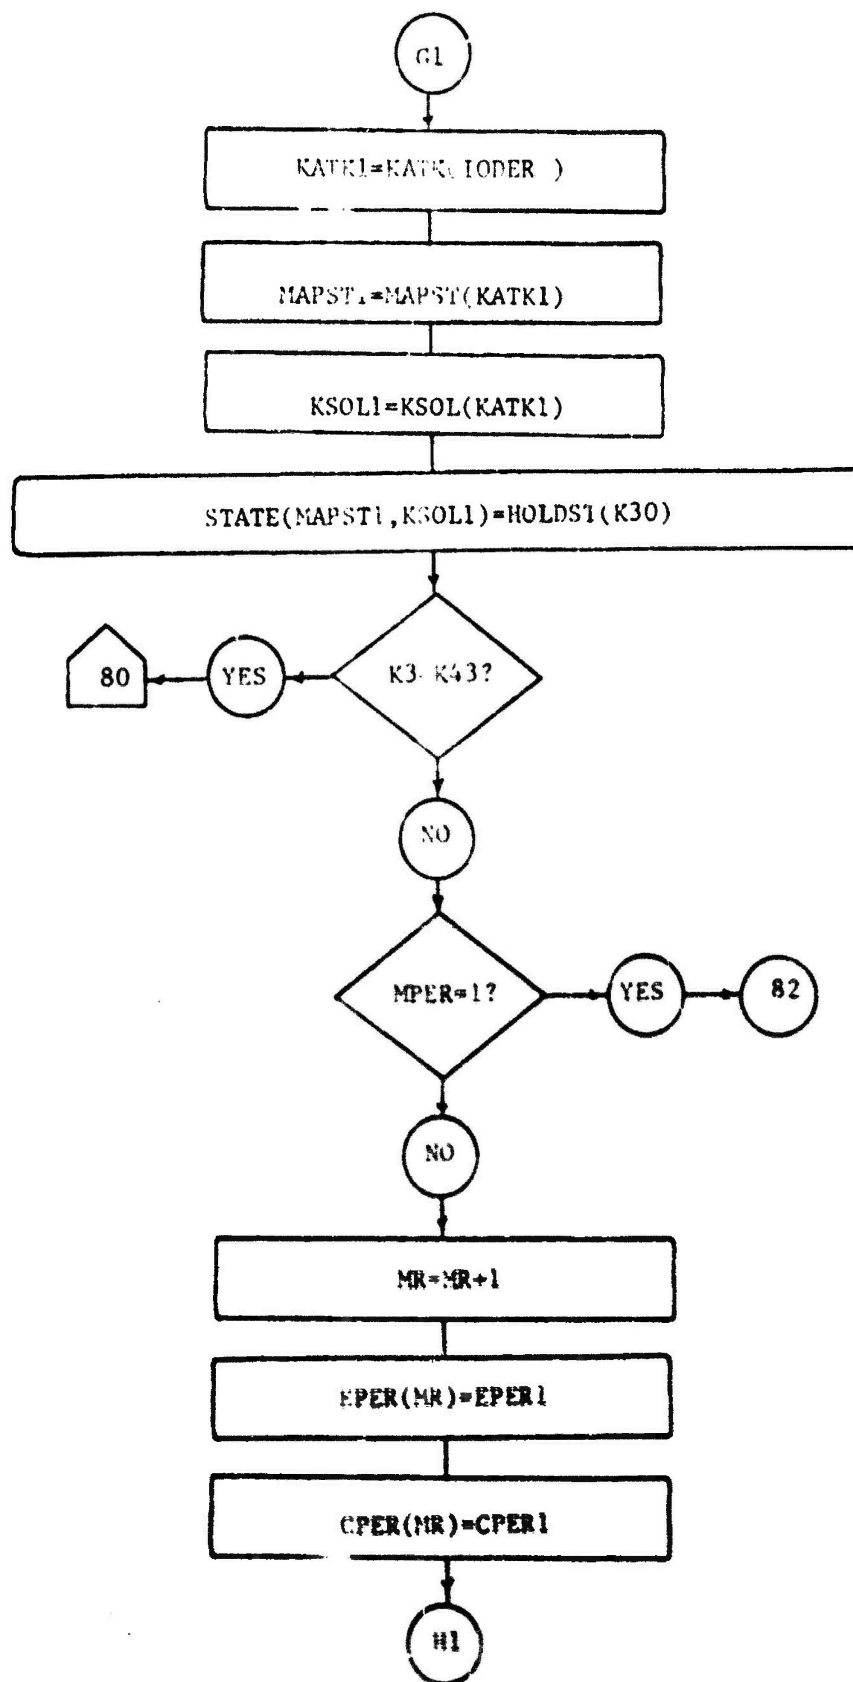 G1
KATK1=KATK(IODER )
MAPST1=MAPST(KATK1)
KSOL1=KSOL(KATK1)
STATE(MAPST1,KSOL1)=HOLDST(K30)
80
YES
K43?
NO
MPER=1?
YES
82
NO
MR=MR+1
EPER(MR)=EPER1
CPER(MR)=CPER1
H1